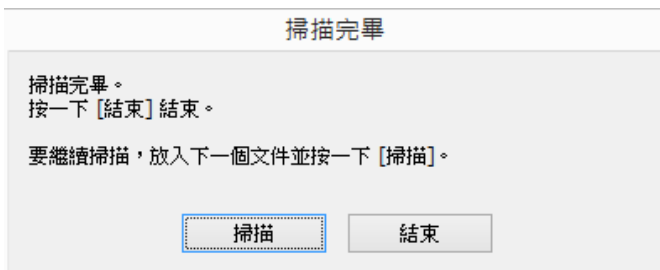 掃描完畢
掃描完畢。
按一下 [結束] 結束。
要繼續掃描，放入下一個文件並按一下 [掃描]。
掃描
結束